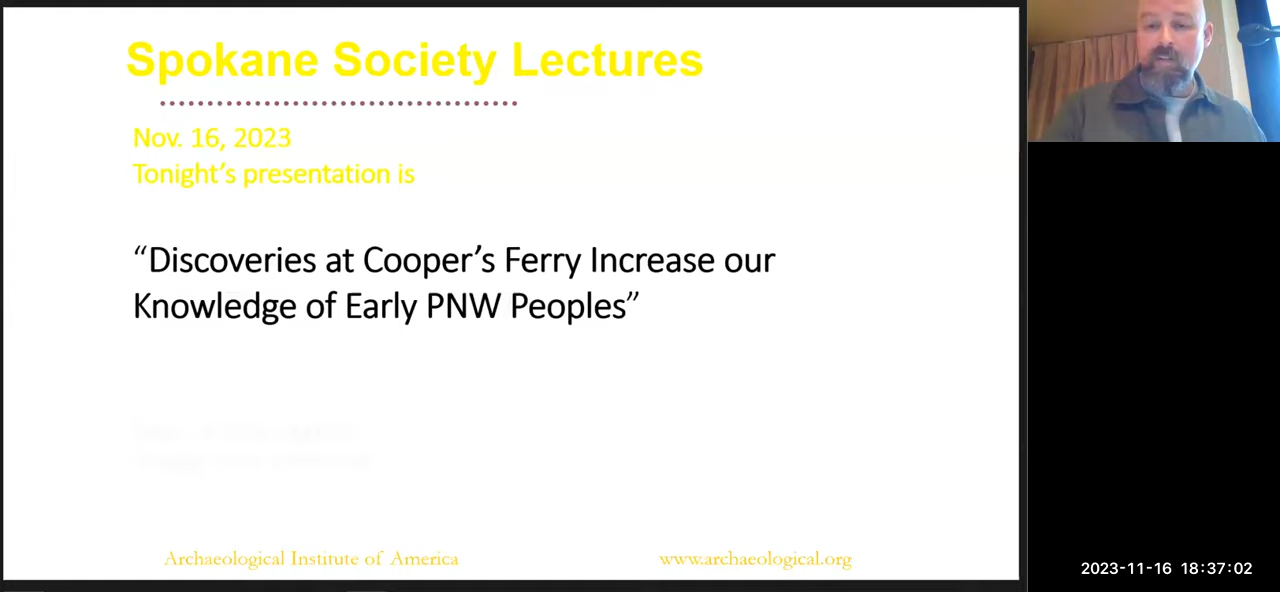 Spokane Society Lectures
Nov. 16, 2023
Tonight’s presentation is
“Discoveries at Cooper’s Ferry Increase our
Knowledge of Early PNW Peoples”
Archaeological Institute of America
www.archaeological.org
2023-11-16 18:37:02